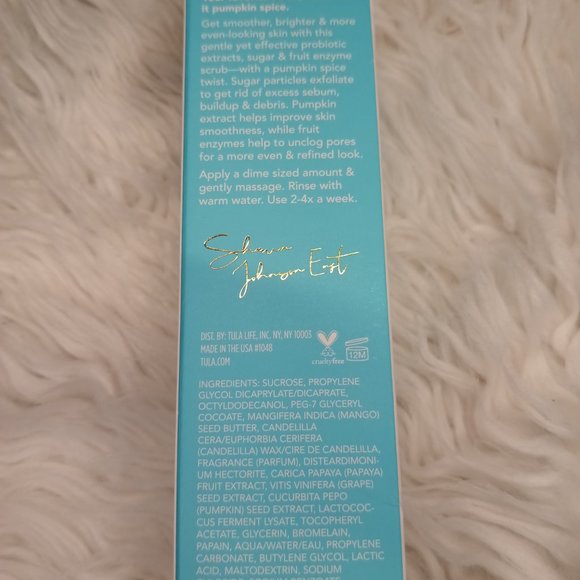 it pumpkin spice.
Get smoother, brighter & more
even-looking skin with this
gentle yet effective probiotic
extracts, sugar & fruit enzyme
scrub—with a pumpkin spice
twist. Sugar particles exfoliate
to get rid of excess sebum,
buildup & debris. Pumpkin
extract helps improve skin
smoothness, while fruit
enzymes help to unclog pores
for a more even & refined look.
Apply a dime sized amount &
gently massage. Rinse with
warm water. Use 2-4x a week.
Shawn
Johnson East
DIST. BY: TULA LIFE, INC. NY, NY 10003
MADE IN THE USA #1048
TULA.COM
crueltyfree
12M
INGREDIENTS: SUCROSE, PROPYLENE
GLYCOL DICAPRYLATE/DICAPRATE,
OCTYLDODECANOL, PEG-7 GLYCERYL
COCOATE, MANGIFERA INDICA (MANGO)
SEED BUTTER, CANDELILLA
CERA/EUPHORBIA CERIFERA
(CANDELILLA) WAX/CIRE DE CANDELILLA,
FRAGRANCE (PARFUM), DISTEARDIMONI-
UM HECTORITE, CARICA PAPAYA (PAPAYA)
FRUIT EXTRACT, VITIS VINIFERA (GRAPE)
SEED EXTRACT, CUCURBITA PEPO
(PUMPKIN) SEED EXTRACT, LACTOCOC-
CUS FERMENT LYSATE, TOCOPHERYL
ACETATE, GLYCERIN, BROMELAIN,
PAPAIN, AQUA/WATER/EAU, PROPYLENE
CARBONATE, BUTYLENE GLYCOL, LACTIC
ACID, MALTODEXTRIN, SODIUM